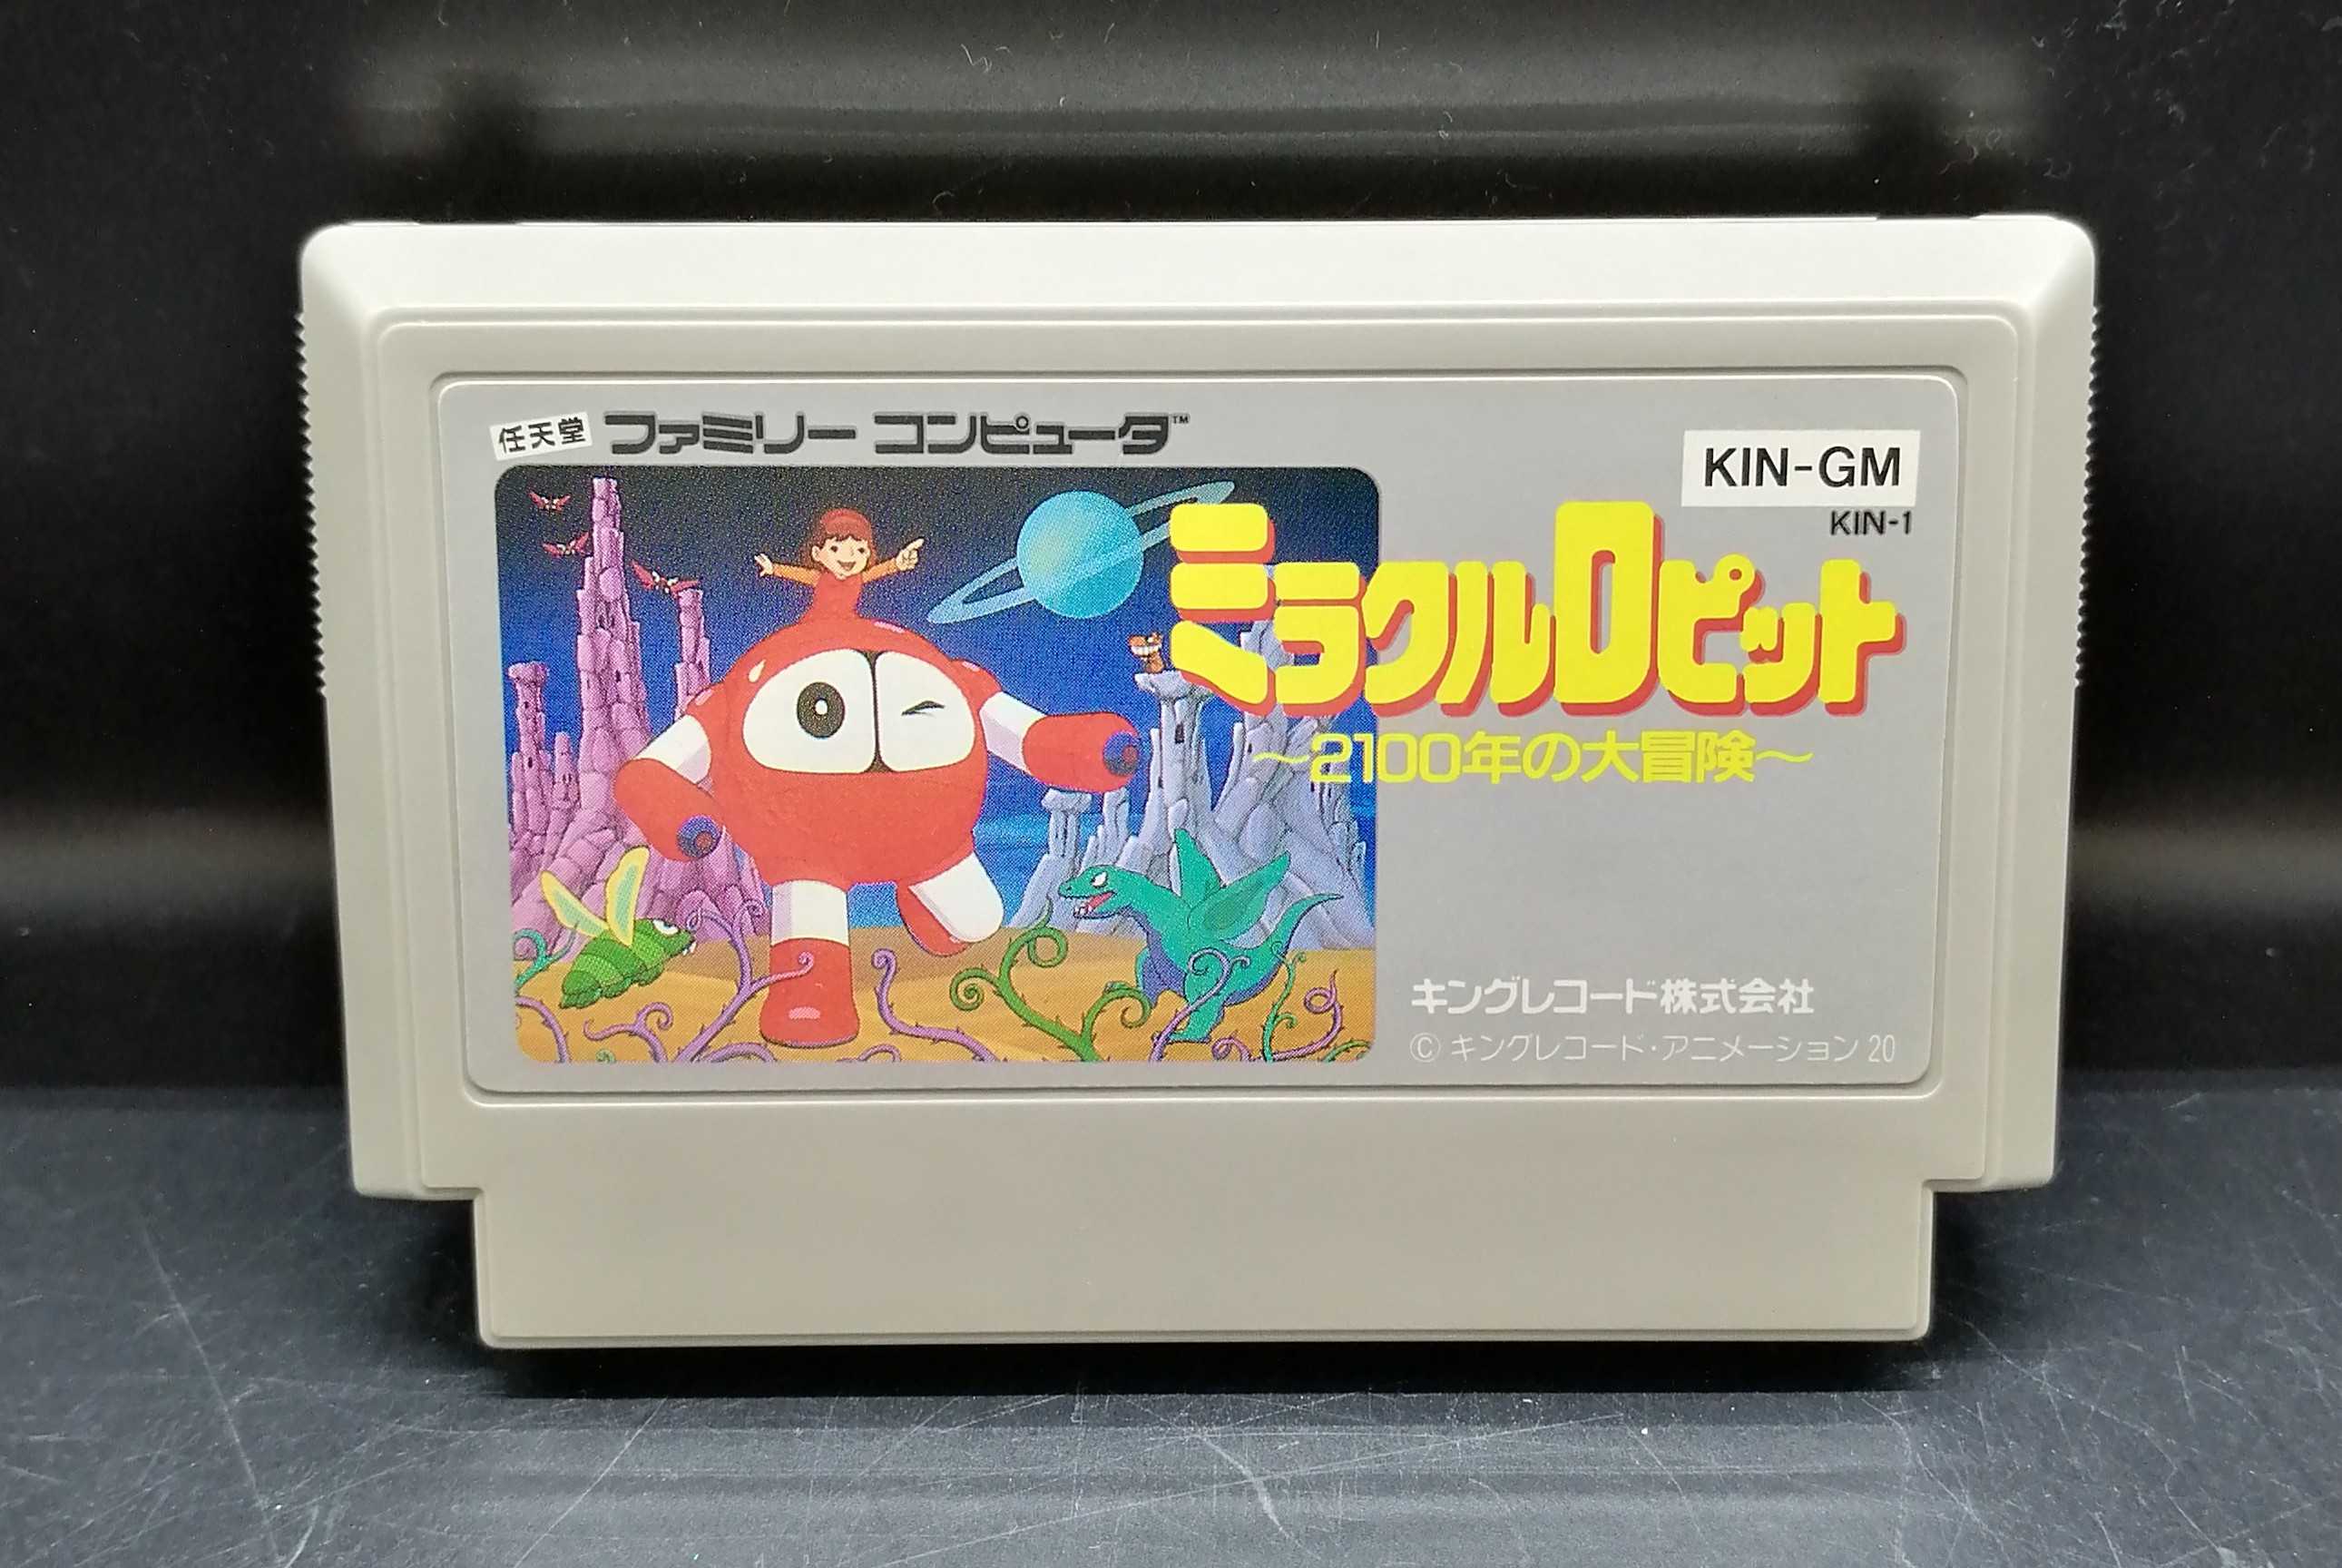 任天堂 ファミリー コンピュータ™
KIN-GM
KIN-1
ミラクルロピット
～2100年の大冒険～
キングレコード株式会社
© キングレコード・アニメーション20